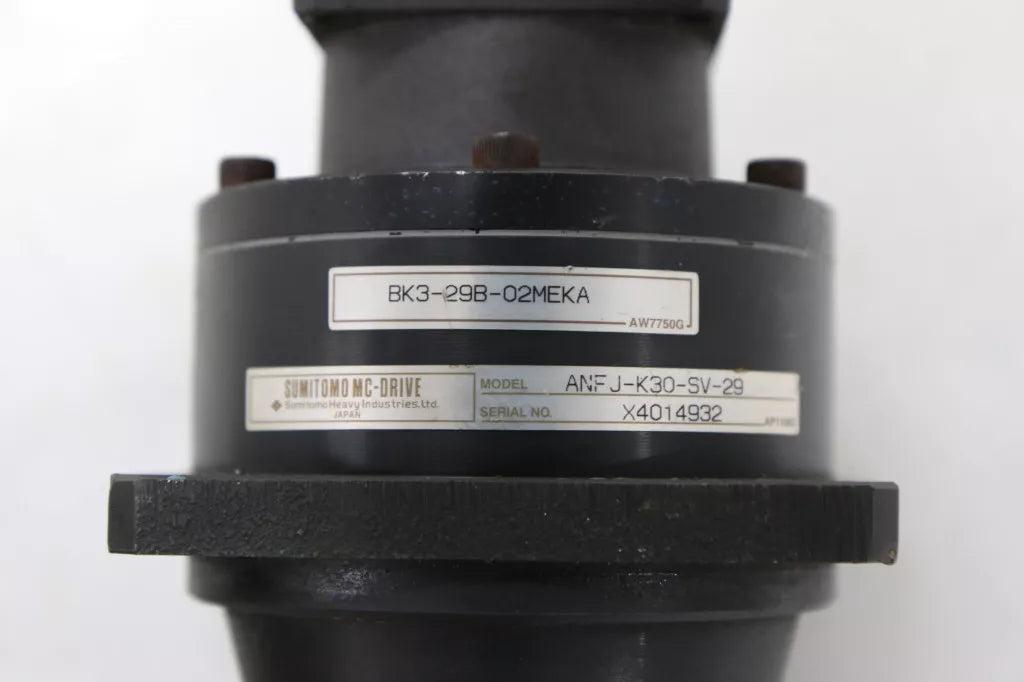 BK3-29B-02MEKA
AW7750G
SUMITOMO MC-DRIVE
Sumitomo Heavy Industries, Ltd.
JAPAN
MODEL ANFJ-K30-SV-29
SERIAL NO. X4014932